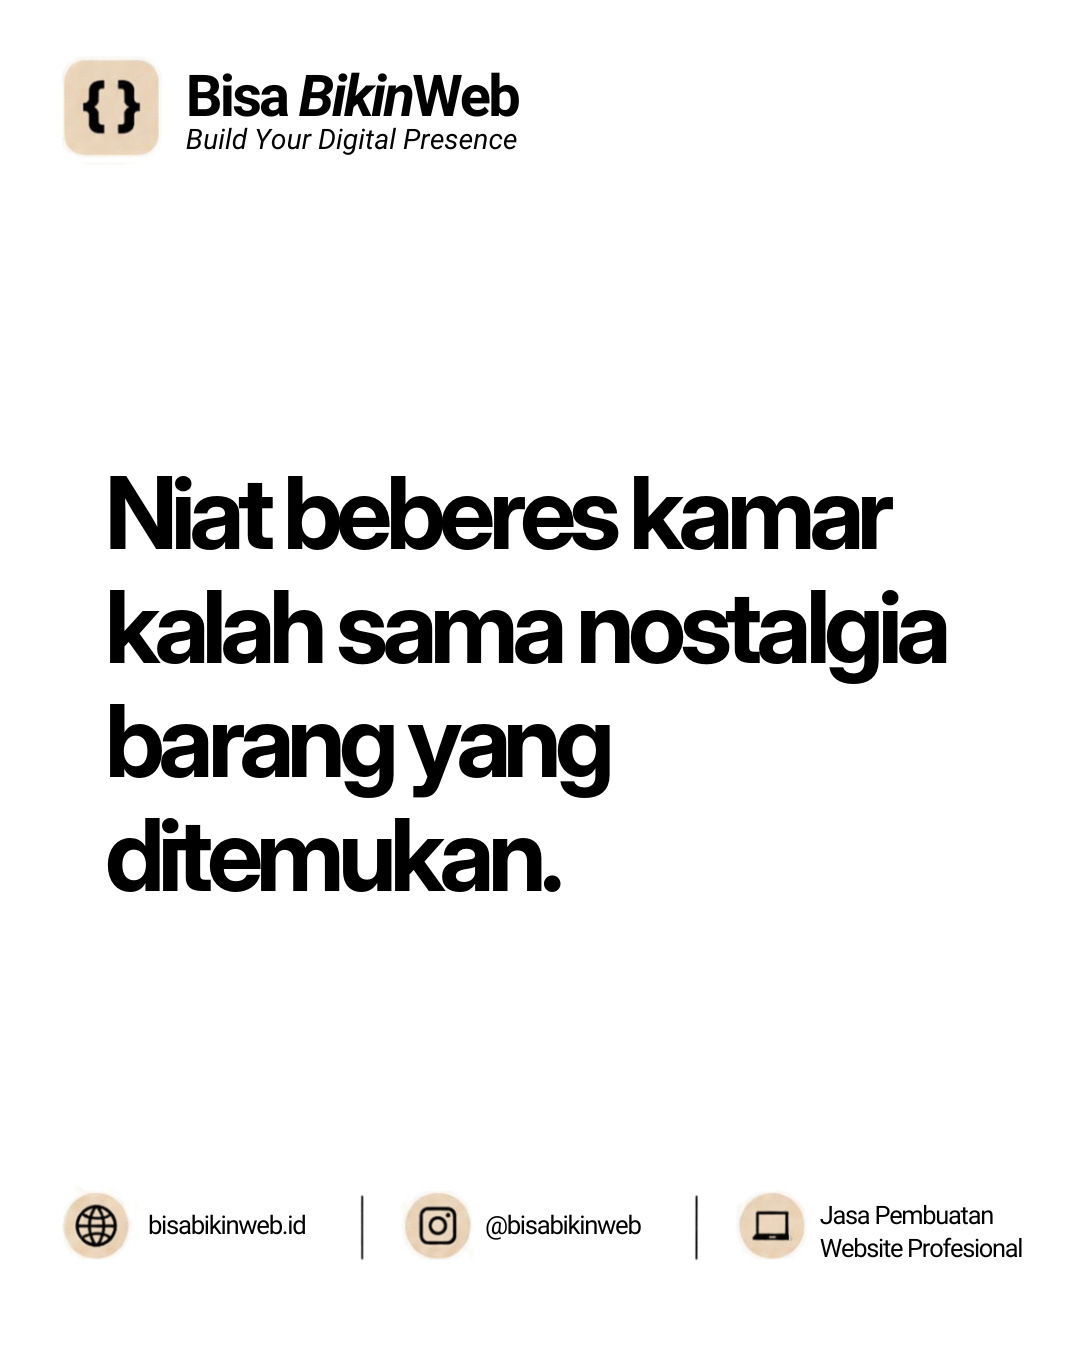 { }
Bisa BikinWeb
Build Your Digital Presence
Niat beberes kamar
kalah sama nostalgia
barang yang
ditemukan.
bisabikinweb.id
@bisabikinweb
Jasa Pembuatan
Website Profesional